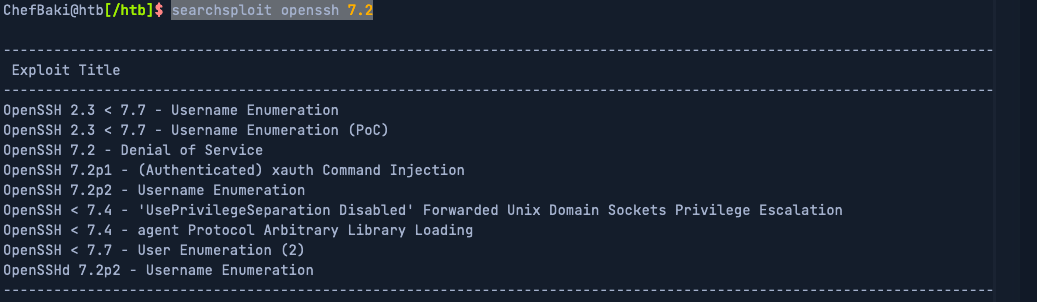 ChefBaki@htb[/htb]$ searchsploit openssh 7.2
----------------------------------------------------------------------------------------------------------------------
Exploit Title
----------------------------------------------------------------------------------------------------------------------
OpenSSH 2.3 < 7.7 - Username Enumeration
OpenSSH 2.3 < 7.7 - Username Enumeration (PoC)
OpenSSH 7.2 - Denial of Service
OpenSSH 7.2p1 - (Authenticated) xauth Command Injection
OpenSSH 7.2p2 - Username Enumeration
OpenSSH < 7.4 - 'UsePrivilegeSeparation Disabled' Forwarded Unix Domain Sockets Privilege Escalation
OpenSSH < 7.4 - agent Protocol Arbitrary Library Loading
OpenSSH < 7.7 - User Enumeration (2)
OpenSSHd 7.2p2 - Username Enumeration
----------------------------------------------------------------------------------------------------------------------